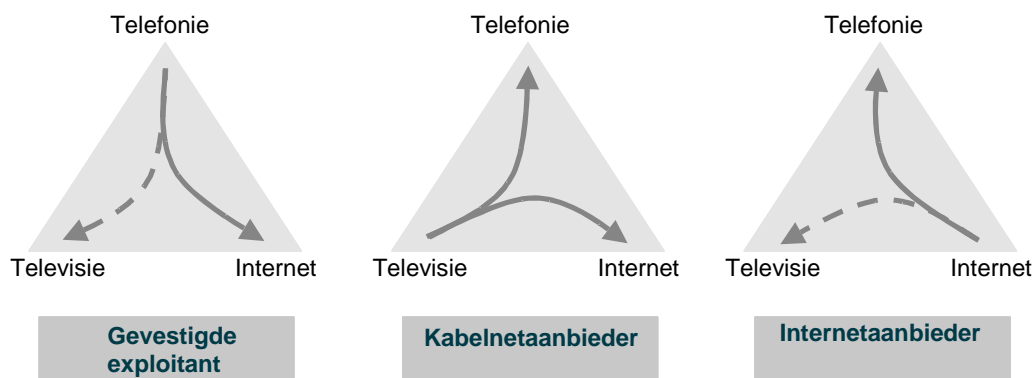 Telefonie
Televisie
Internet
Gevestigde
exploitant
Telefonie
Televisie
Internet
Kabelnetaanbieder
Telefonie
Televisie
Internet
Internetaanbieder